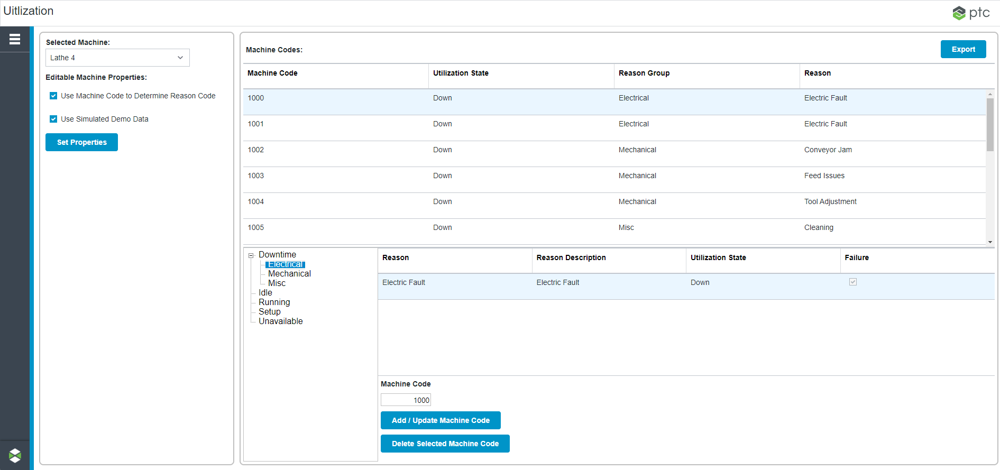 Uitlization
ptc
Selected Machine:
Lathe 4
Editable Machine Properties:
Use Machine Code to Determine Reason Code
Use Simulated Demo Data
Set Properties
Machine Codes:
Export
Machine Code Utilization State Reason Group Reason
1000 Down Electrical Electric Fault
1001 Down Electrical Electric Fault
1002 Down Mechanical Conveyor Jam
1003 Down Mechanical Feed Issues
1004 Down Mechanical Tool Adjustment
1005 Down Misc Cleaning
Downtime
Electrical
Mechanical
Misc
Idle
Running
Setup
Unavailable
Reason Reason Description Utilization State Failure
Electric Fault Electric Fault Down
Machine Code
1000
Add / Update Machine Code
Delete Selected Machine Code